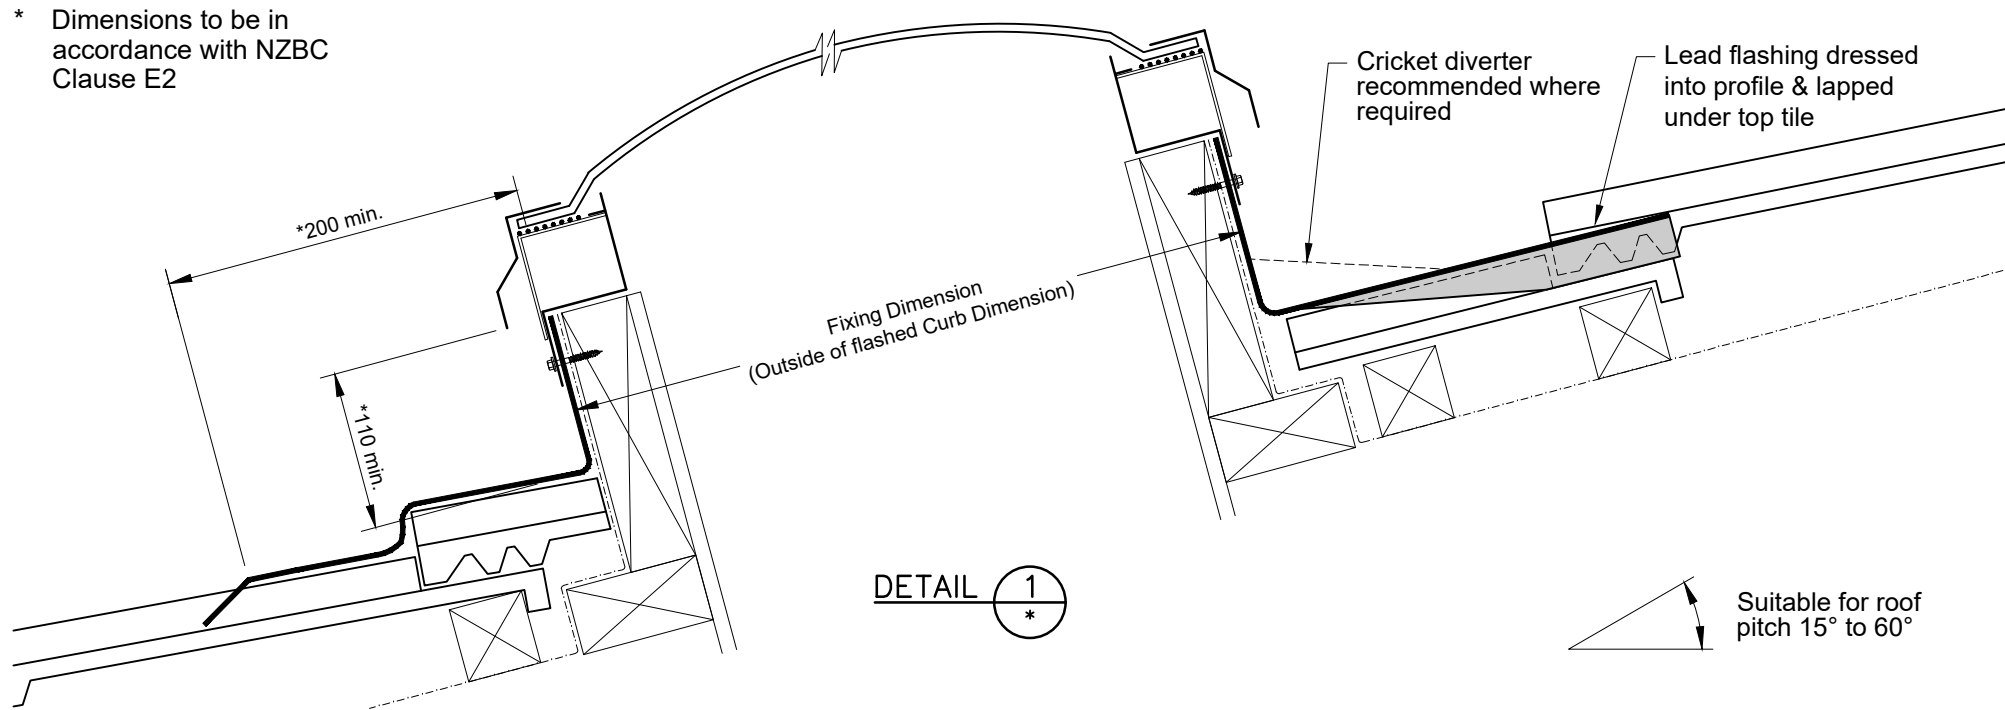 * Dimensions to be in
accordance with NZBC
Clause E2
Cricket diverter
recommended where
required
Lead flashing dressed
into profile & lapped
under top tile
*200 min.
Fixing Dimension
(Outside of flashed Curb Dimension)
*110 min.
DETAIL 1
*
Suitable for roof
pitch 15° to 60°